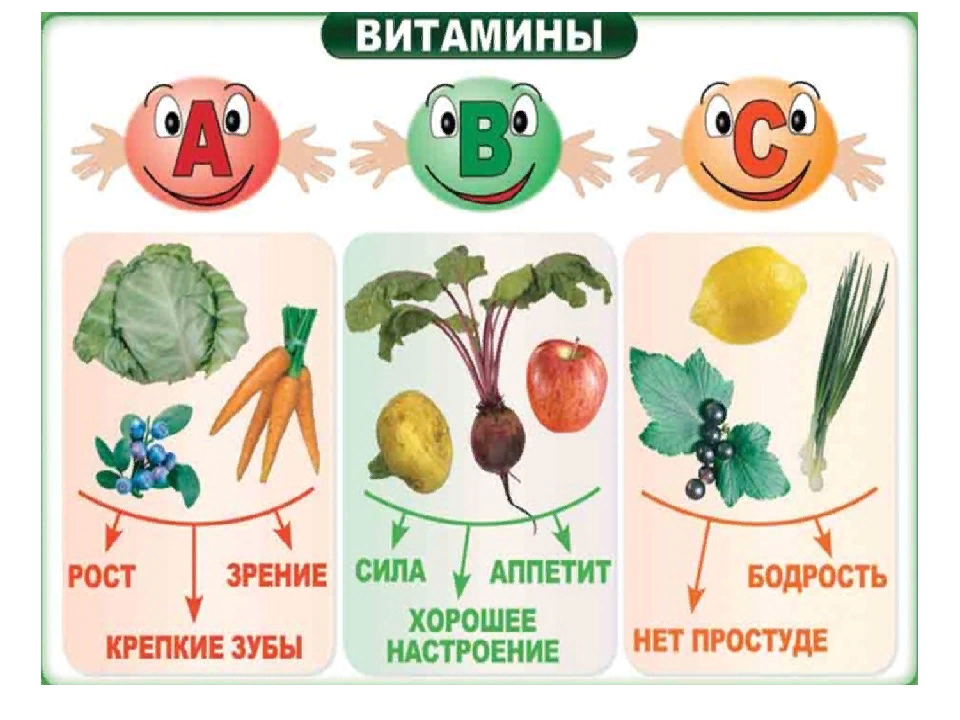 ВИТАМИНЫ
А
В
С
РОСТ
ЗРЕНИЕ
КРЕПКИЕ ЗУБЫ
СИЛА
АППЕТИТ
ХОРОШЕЕ
НАСТРОЕНИЕ
БОДРОСТЬ
НЕТ ПРОСТУДЕ